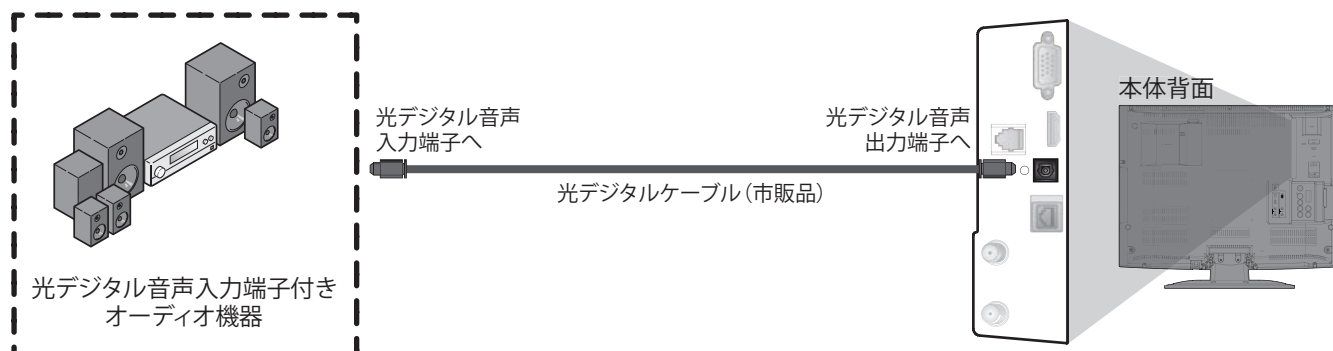 光デジタル音声
入力端子へ
光デジタル音声
出力端子へ
本体背面
光デジタルケーブル（市販品）
光デジタル音声入力端子付き
オーディオ機器